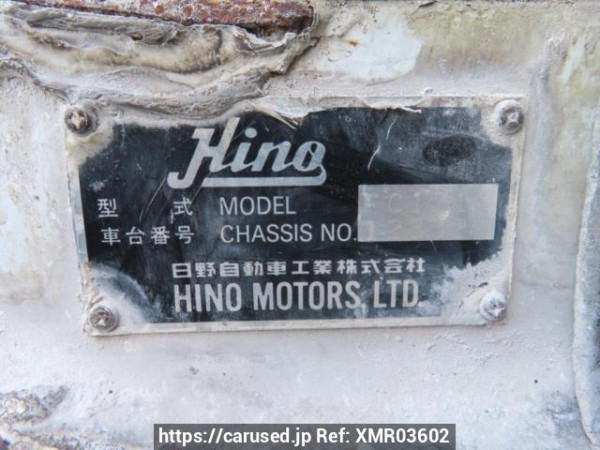 Hino
型 式 MODEL
車台番号 CHASSIS NO.
日野自動車工業株式会社
HINO MOTORS, LTD.
https://carused.jp Ref: XMR03602